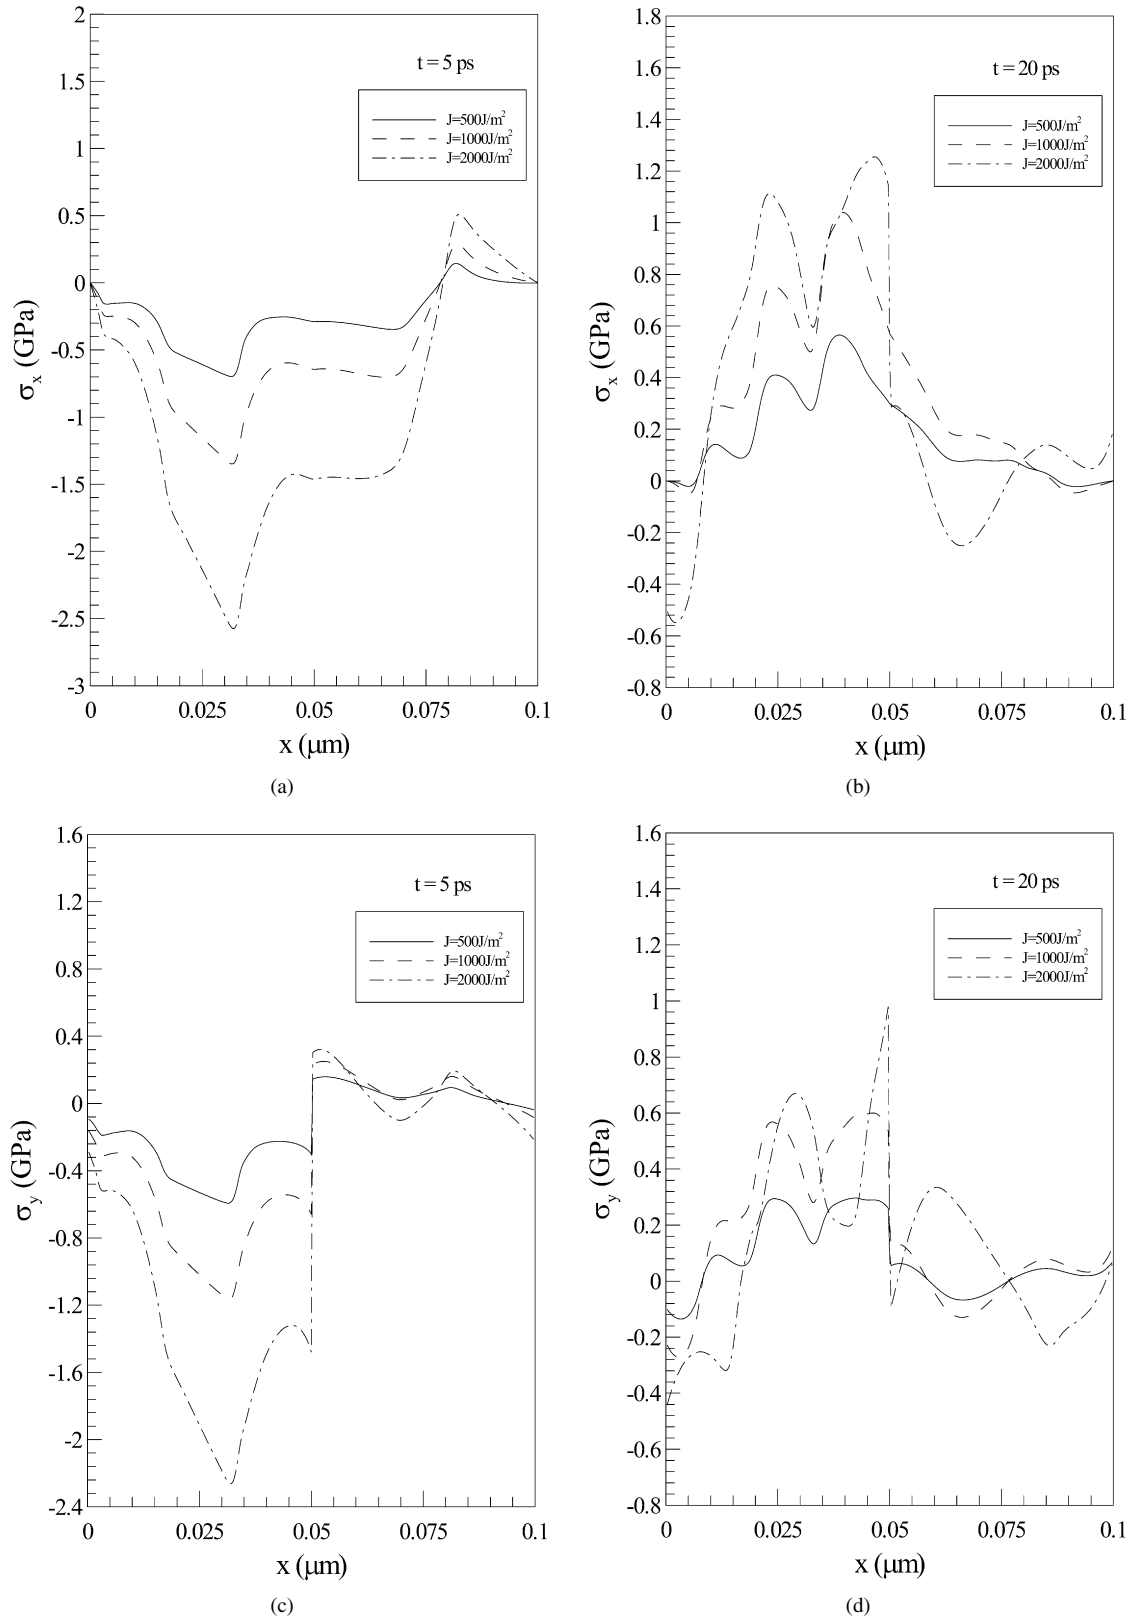 t = 5 ps
J=500J/m²
J=1000J/m²
J=2000J/m²
2
1.5
1
0.5
0
-0.5
-1
-1.5
-2
-2.5
-3
σx (GPa)
0 0.025 0.05 0.075 0.1
x (μm)
(a)
t = 20 ps
J=500J/m²
J=1000J/m²
J=2000J/m²
1.8
1.6
1.4
1.2
1
0.8
0.6
0.4
0.2
0
-0.2
-0.4
-0.6
-0.8
σx (GPa)
0 0.025 0.05 0.075 0.1
x (μm)
(b)
t = 5 ps
J=500J/m²
J=1000J/m²
J=2000J/m²
1.6
1.2
0.8
0.4
0
-0.4
-0.8
-1.2
-1.6
-2
-2.4
σy (GPa)
0 0.025 0.05 0.075 0.1
x (μm)
(c)
t = 20 ps
J=500J/m²
J=1000J/m²
J=2000J/m²
1.6
1.4
1.2
1
0.8
0.6
0.4
0.2
0
-0.2
-0.4
-0.6
-0.8
σy (GPa)
0 0.025 0.05 0.075 0.1
x (μm)
(d)